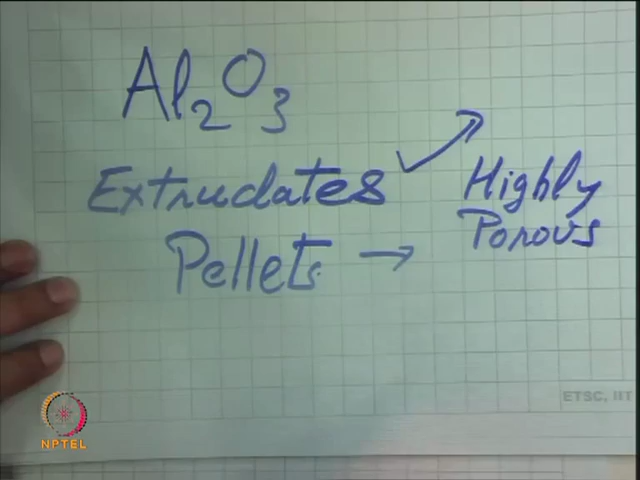 Al2O3
Extrudates ↗ Highly
Porous
Pellets →
ETSC, IIT
NPTEL